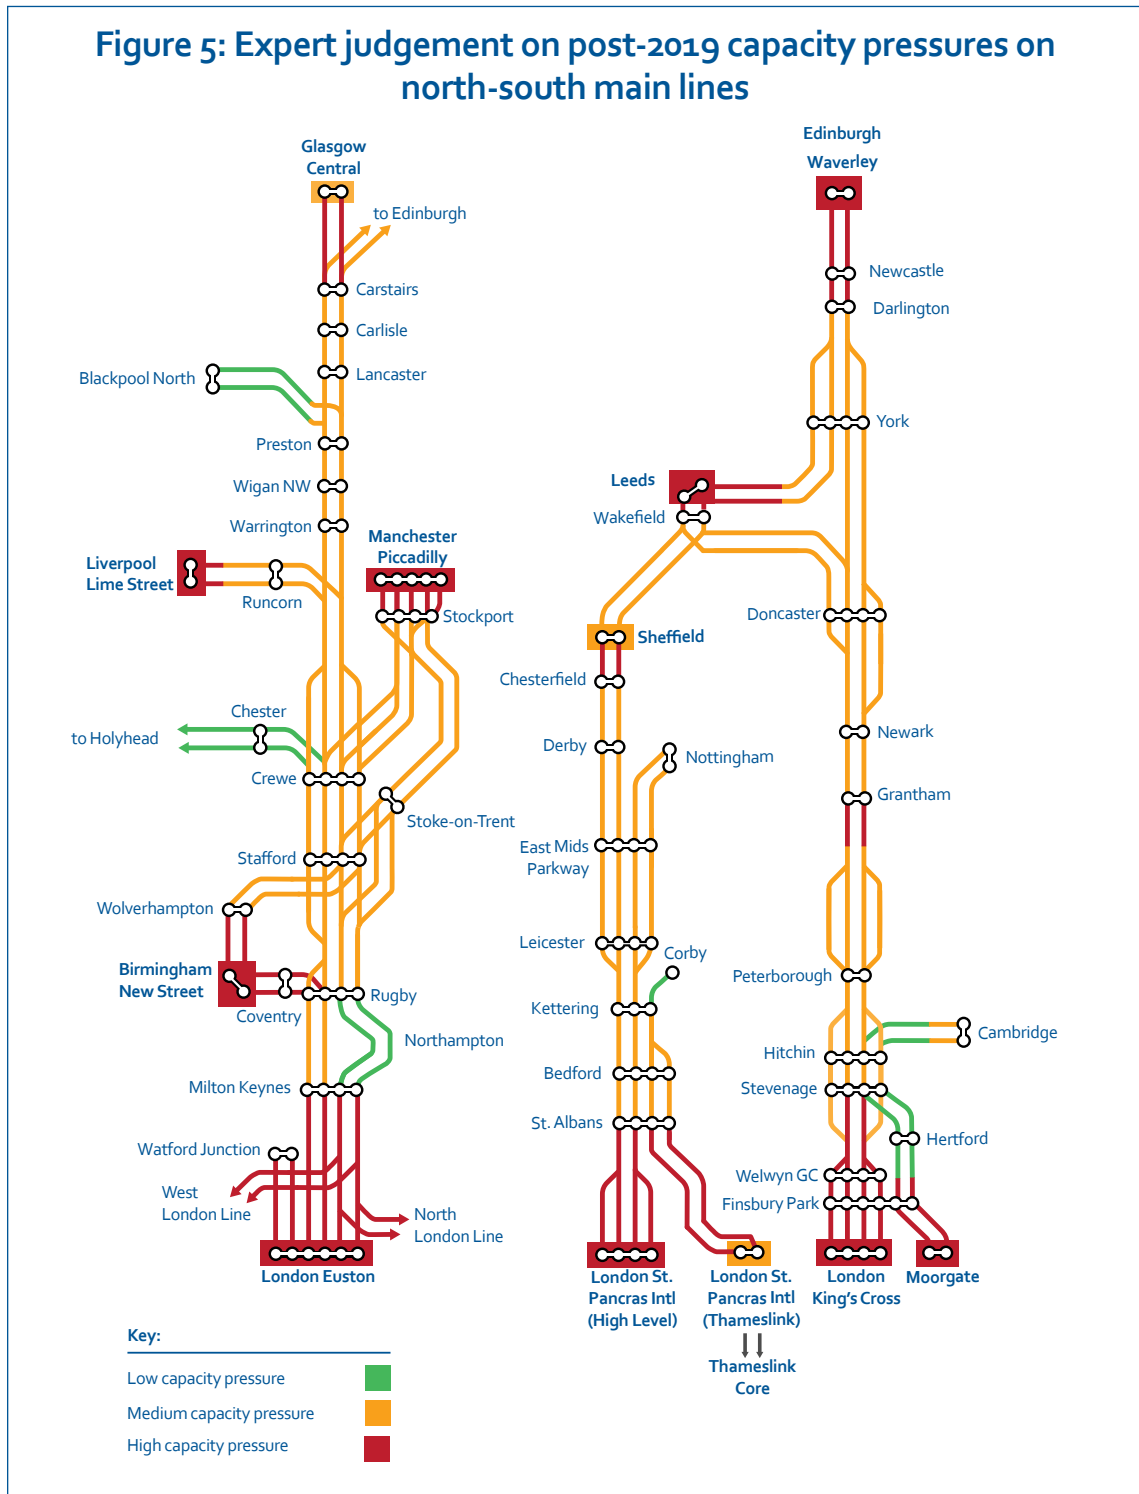 Figure 5: Expert judgement on post-2019 capacity pressures on
north-south main lines
Glasgow
Central
to Edinburgh
Carstairs
Carlisle
Blackpool North
Lancaster
Preston
Wigan NW
Warrington
Manchester
Piccadilly
Liverpool
Lime Street
Runcorn
Stockport
Chester
to Holyhead
Crewe
Stoke-on-Trent
Stafford
Wolverhampton
Birmingham
New Street
Coventry
Rugby
Northampton
Milton Keynes
Watford Junction
West
London Line
North
London Line
London Euston
Edinburgh
Waverley
Newcastle
Darlington
York
Leeds
Wakefield
Doncaster
Sheffield
Chesterfield
Derby
Nottingham
Newark
Grantham
East Mids
Parkway
Leicester
Corby
Peterborough
Kettering
Cambridge
Hitchin
Bedford
Stevenage
St. Albans
Hertford
Welwyn GC
Finsbury Park
London St.
Pancras Intl
(High Level)
London St.
Pancras Intl
(Thameslink)
London
King's Cross
Moorgate
Thameslink
Core
Key:
Low capacity pressure
Medium capacity pressure
High capacity pressure